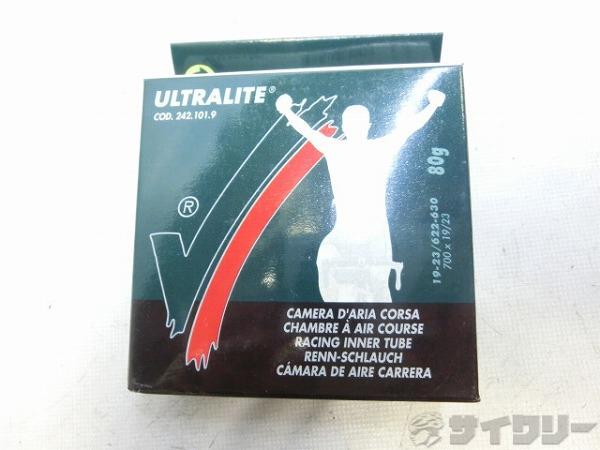 ULTRALITE®
COD. 242.101.9
®
80g
19-23/622-630
700 x 19/23
CAMERA D'ARIA CORSA
CHAMBRE À AIR COURSE
RACING INNER TUBE
RENN-SCHLAUCH
CÁMARA DE AIRE CARRERA
サイクリー